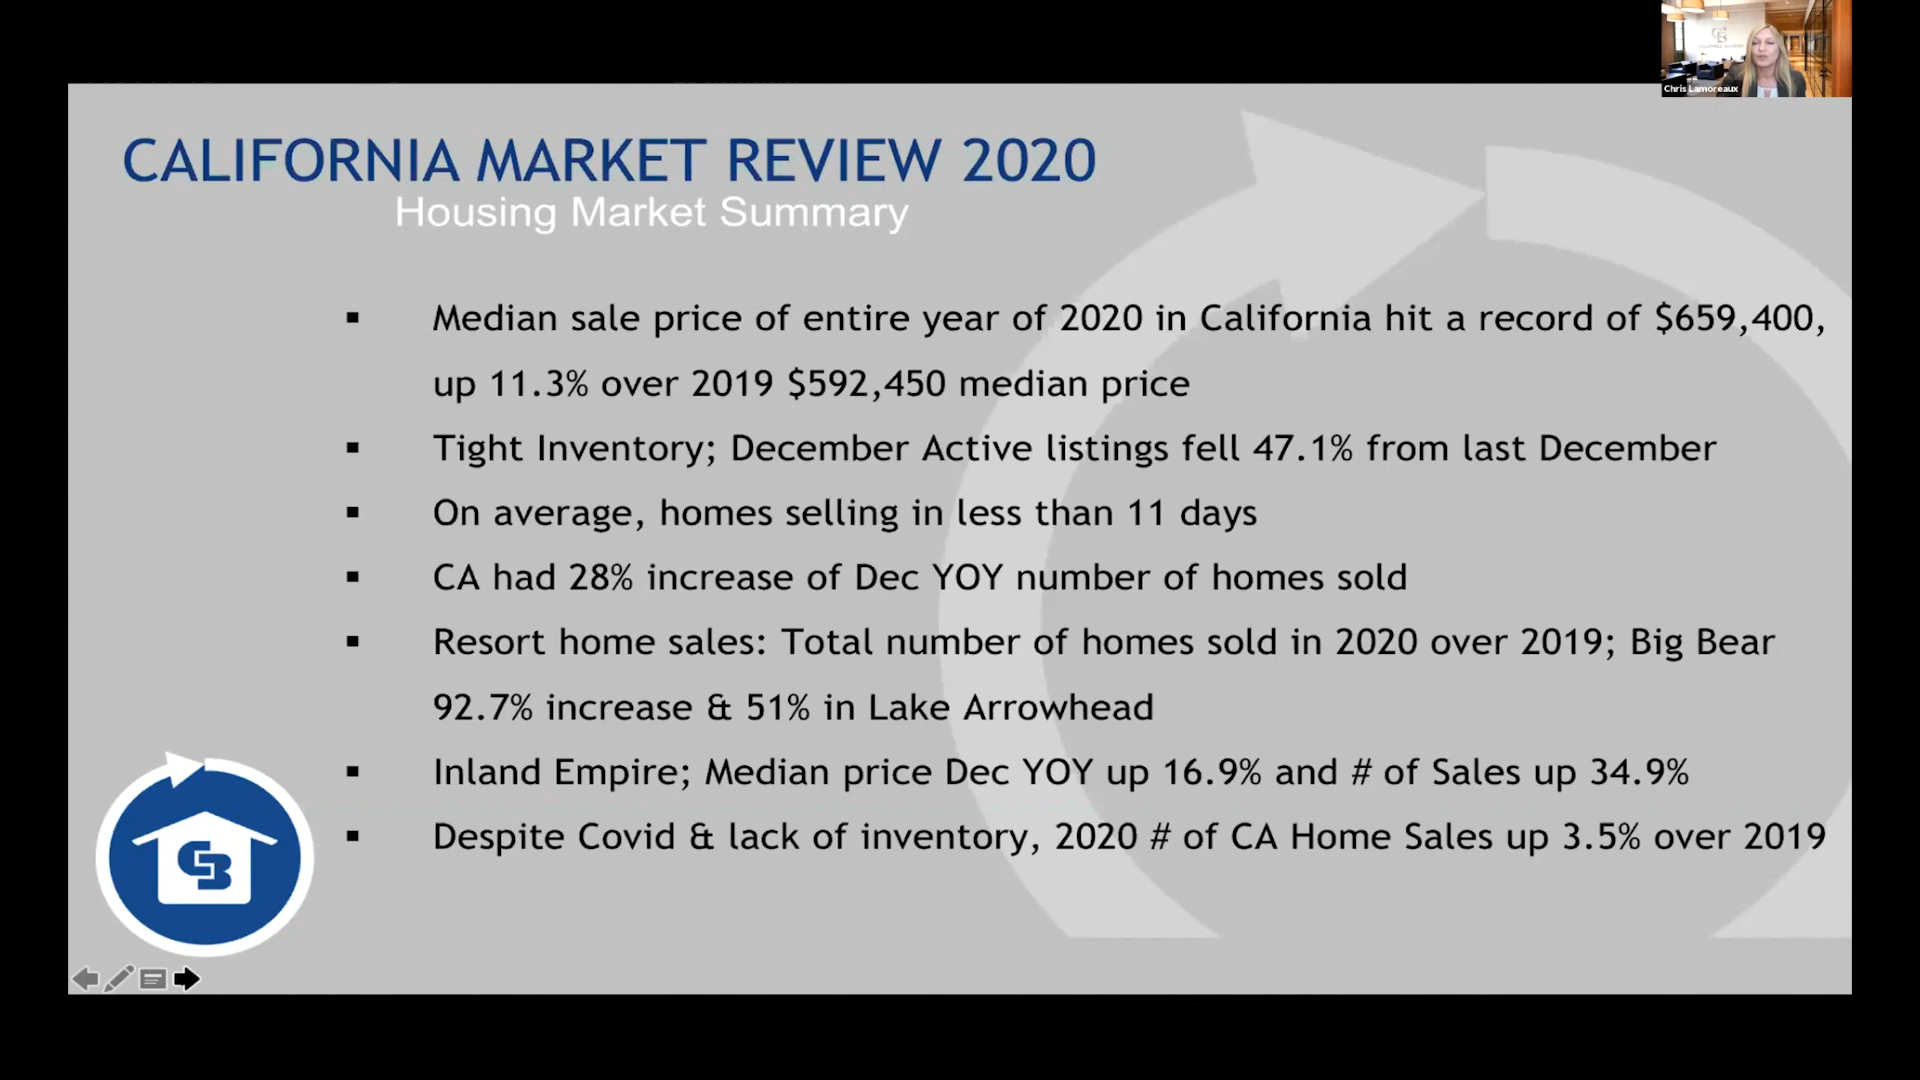 Chris Lamoreaux
CALIFORNIA MARKET REVIEW 2020
Housing Market Summary
▪ Median sale price of entire year of 2020 in California hit a record of $659,400,
up 11.3% over 2019 $592,450 median price
▪ Tight Inventory; December Active listings fell 47.1% from last December
▪ On average, homes selling in less than 11 days
▪ CA had 28% increase of Dec YOY number of homes sold
▪ Resort home sales: Total number of homes sold in 2020 over 2019; Big Bear
92.7% increase & 51% in Lake Arrowhead
▪ Inland Empire; Median price Dec YOY up 16.9% and # of Sales up 34.9%
▪ Despite Covid & lack of inventory, 2020 # of CA Home Sales up 3.5% over 2019
CB